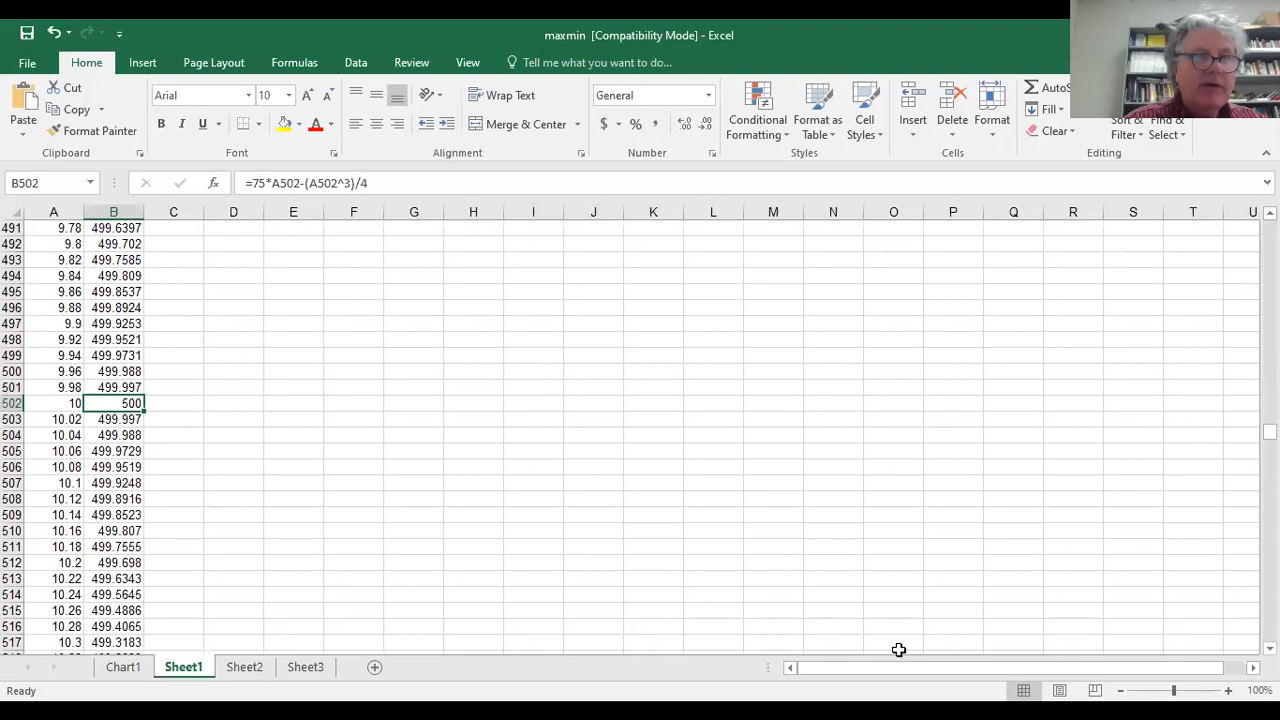 maxmin [Compatibility Mode] - Excel
File Home Insert Page Layout Formulas Data Review View Tell me what you want to do...
Paste Cut Copy Format Painter Clipboard
Arial 10 A A B I U A Font
Wrap Text Merge & Center Alignment
General $ % , Number
Conditional Formatting Format as Table Cell Styles Styles
Insert Delete Format Cells
AutoS Fill Clear Sort & Filter Find & Select Editing
B502 fx =75*A502-(A502^3)/4
A B C D E F G H I J K L M N O P Q R S T U
491 9.78 499.6397
492 9.8 499.702
493 9.82 499.7585
494 9.84 499.809
495 9.86 499.8537
496 9.88 499.8924
497 9.9 499.9253
498 9.92 499.9521
499 9.94 499.9731
500 9.96 499.988
501 9.98 499.997
502 10 500
503 10.02 499.997
504 10.04 499.988
505 10.06 499.9729
506 10.08 499.9519
507 10.1 499.9248
508 10.12 499.8916
509 10.14 499.8523
510 10.16 499.807
511 10.18 499.7555
512 10.2 499.698
513 10.22 499.6343
514 10.24 499.5645
515 10.26 499.4886
516 10.28 499.4065
517 10.3 499.3183
Chart1 Sheet1 Sheet2 Sheet3
Ready 100%